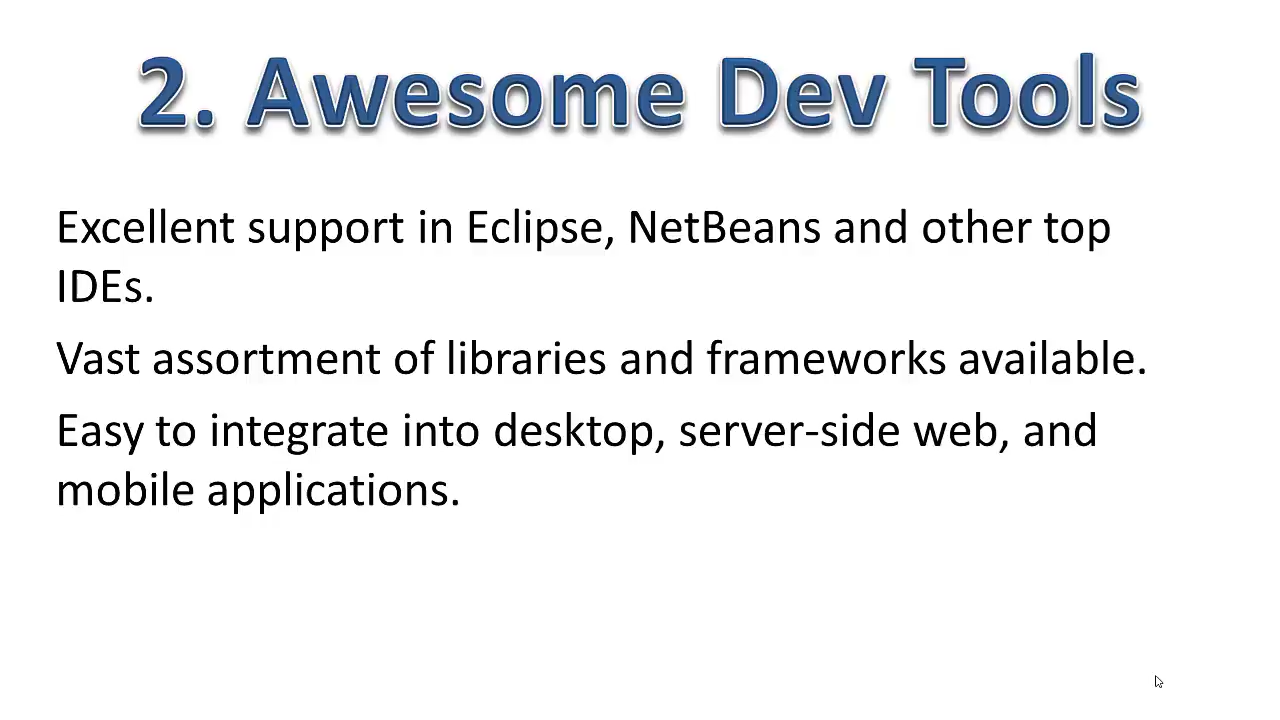 2. Awesome Dev Tools
Excellent support in Eclipse, NetBeans and other top
IDEs.
Vast assortment of libraries and frameworks available.
Easy to integrate into desktop, server-side web, and
mobile applications.